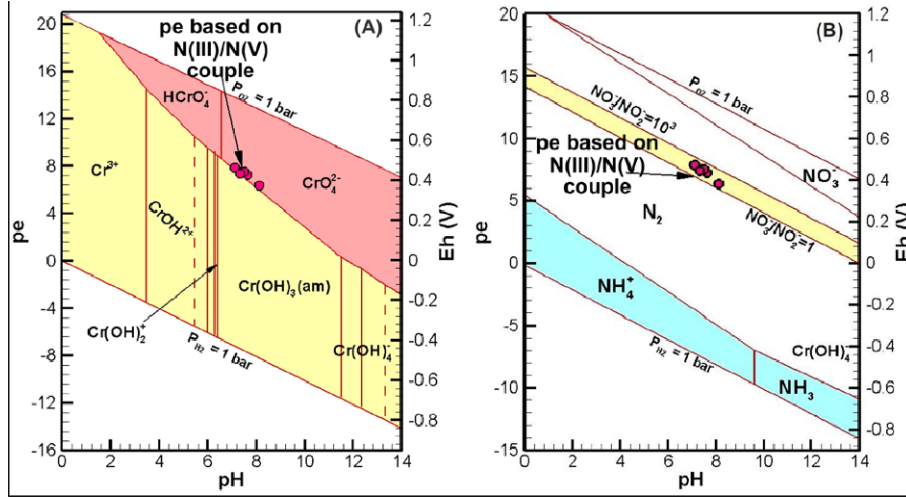 (A)
pe based on
N(III)/N(V)
couple
P_O2 = 1 bar
HCrO₄⁻
CrO₄²⁻
Cr³⁺
CrOH²⁺
Cr(OH)₃(am)
Cr(OH)₂⁺
Cr(OH)₄⁻
P_H2 = 1 bar
20
16
12
8
4
0
-4
-8
-12
-16
pe
0 2 4 6 8 10 12 14
pH
1.2
1
0.8
0.6
0.4
0.2
0
-0.2
-0.4
-0.6
-0.8
Eh (V)
(B)
P_O2 = 1 bar
NO₃⁻/NO₂⁻=10³
pe based on
N(III)/N(V)
couple
NO₃⁻
N₂
NO₃⁻/NO₂⁻=1
NH₄⁺
Cr(OH)₄⁻
NH₃
P_H2 = 1 bar
20
15
10
5
0
-5
-10
-15
pe
0 2 4 6 8 10 12 14
pH
1.2
1
0.8
0.6
0.4
0.2
0
-0.2
-0.4
-0.6
-0.8
Eh (V)